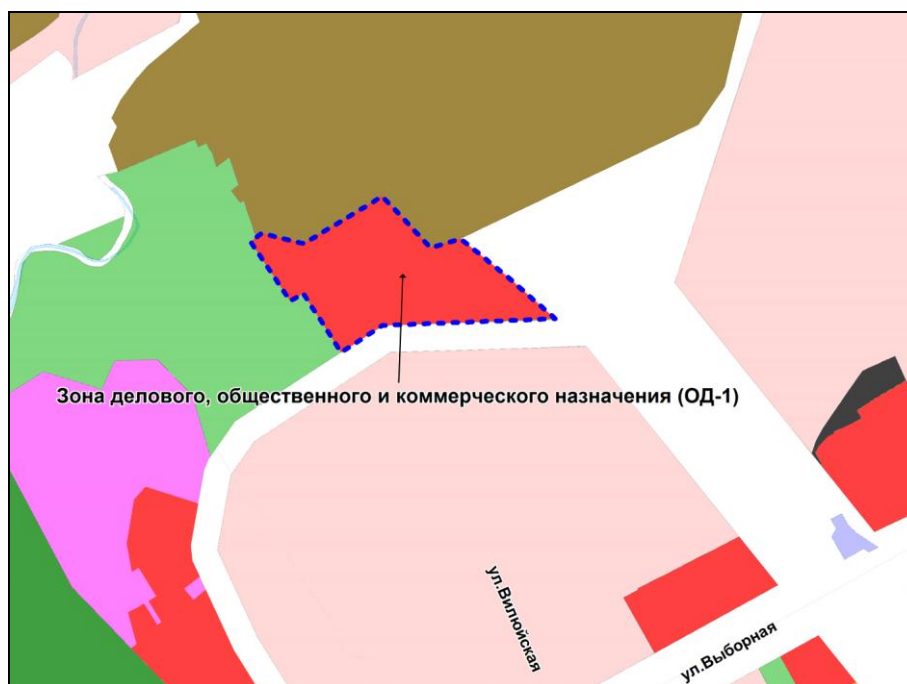 Зона делового, общественного и коммерческого назначения (ОД-1)
ул.Вилюйская
ул.Выборная